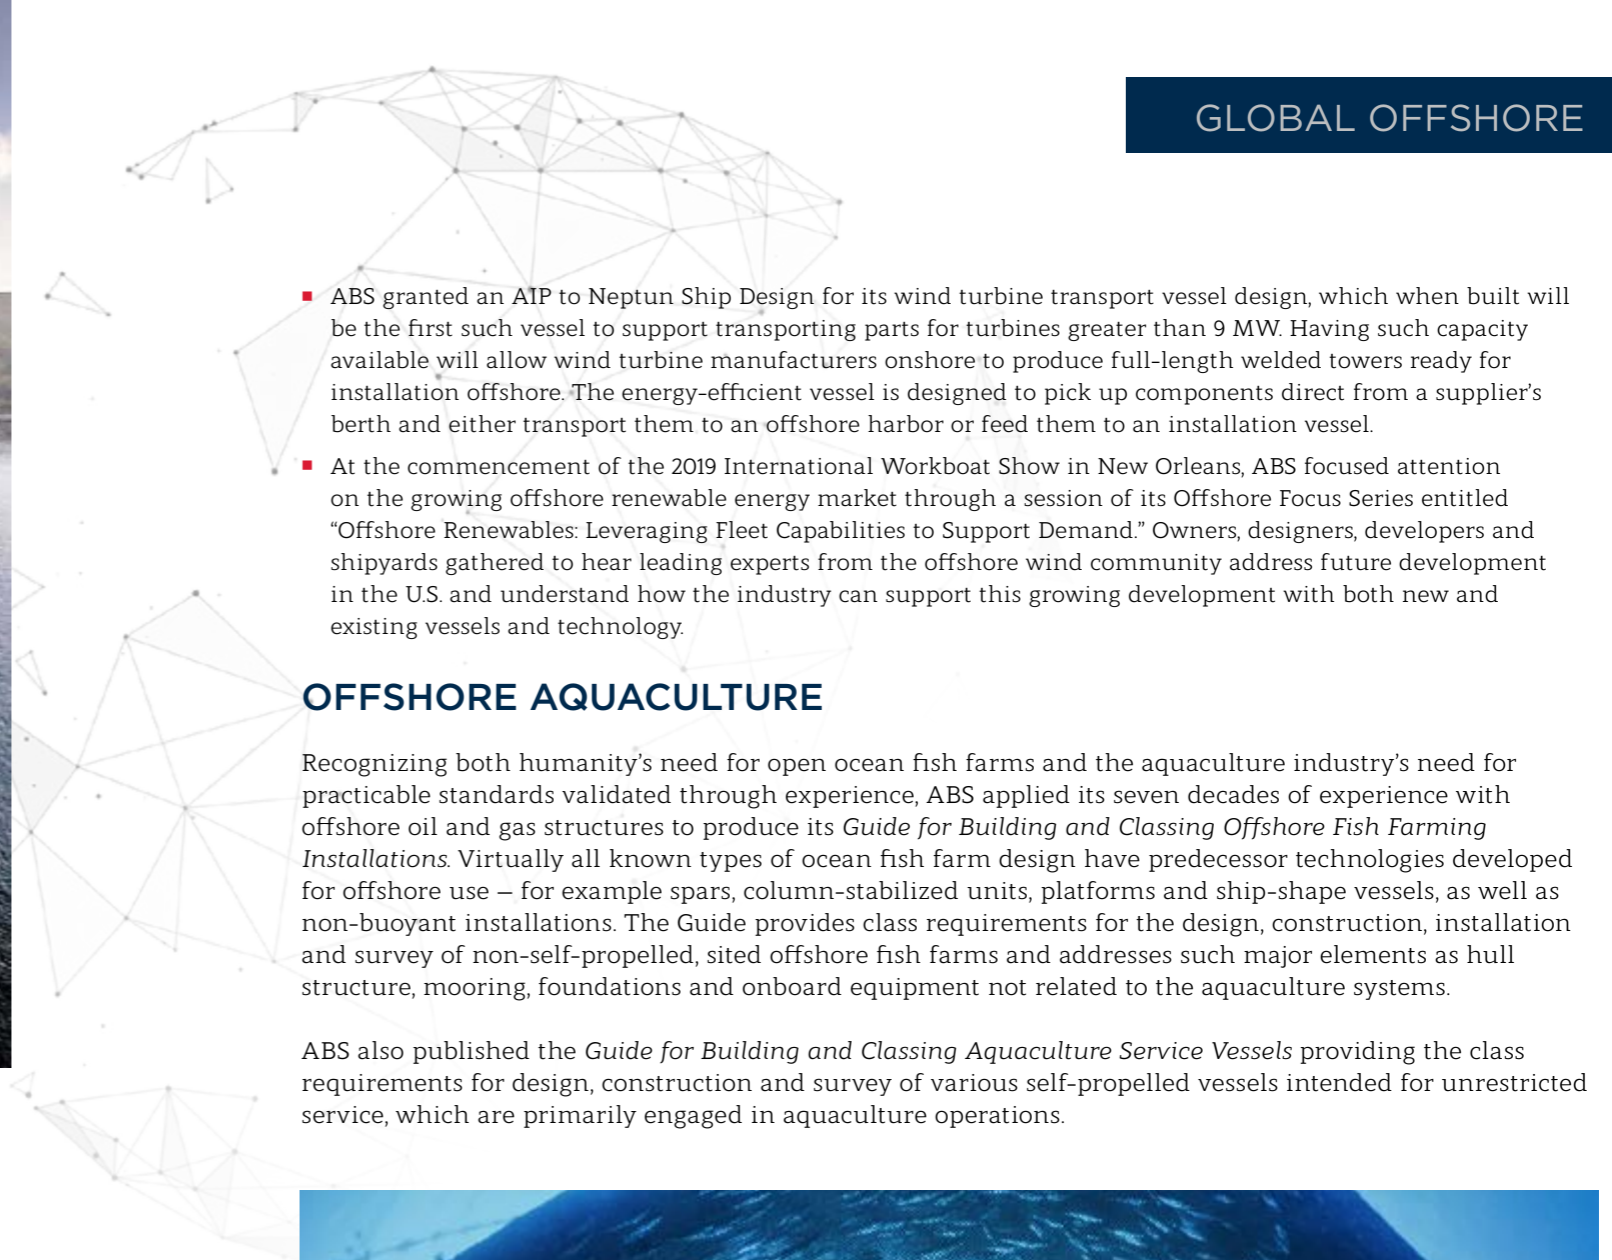 GLOBAL OFFSHORE
▪ ABS granted an AIP to Neptun Ship Design for its wind turbine transport vessel design, which when built will
be the first such vessel to support transporting parts for turbines greater than 9 MW. Having such capacity
available will allow wind turbine manufacturers onshore to produce full-length welded towers ready for
installation offshore. The energy-efficient vessel is designed to pick up components direct from a supplier’s
berth and either transport them to an offshore harbor or feed them to an installation vessel.
▪ At the commencement of the 2019 International Workboat Show in New Orleans, ABS focused attention
on the growing offshore renewable energy market through a session of its Offshore Focus Series entitled
“Offshore Renewables: Leveraging Fleet Capabilities to Support Demand.” Owners, designers, developers and
shipyards gathered to hear leading experts from the offshore wind community address future development
in the U.S. and understand how the industry can support this growing development with both new and
existing vessels and technology.
OFFSHORE AQUACULTURE
Recognizing both humanity’s need for open ocean fish farms and the aquaculture industry’s need for
practicable standards validated through experience, ABS applied its seven decades of experience with
offshore oil and gas structures to produce its Guide for Building and Classing Offshore Fish Farming
Installations. Virtually all known types of ocean fish farm design have predecessor technologies developed
for offshore use – for example spars, column-stabilized units, platforms and ship-shape vessels, as well as
non-buoyant installations. The Guide provides class requirements for the design, construction, installation
and survey of non-self-propelled, sited offshore fish farms and addresses such major elements as hull
structure, mooring, foundations and onboard equipment not related to the aquaculture systems.
ABS also published the Guide for Building and Classing Aquaculture Service Vessels providing the class
requirements for design, construction and survey of various self-propelled vessels intended for unrestricted
service, which are primarily engaged in aquaculture operations.